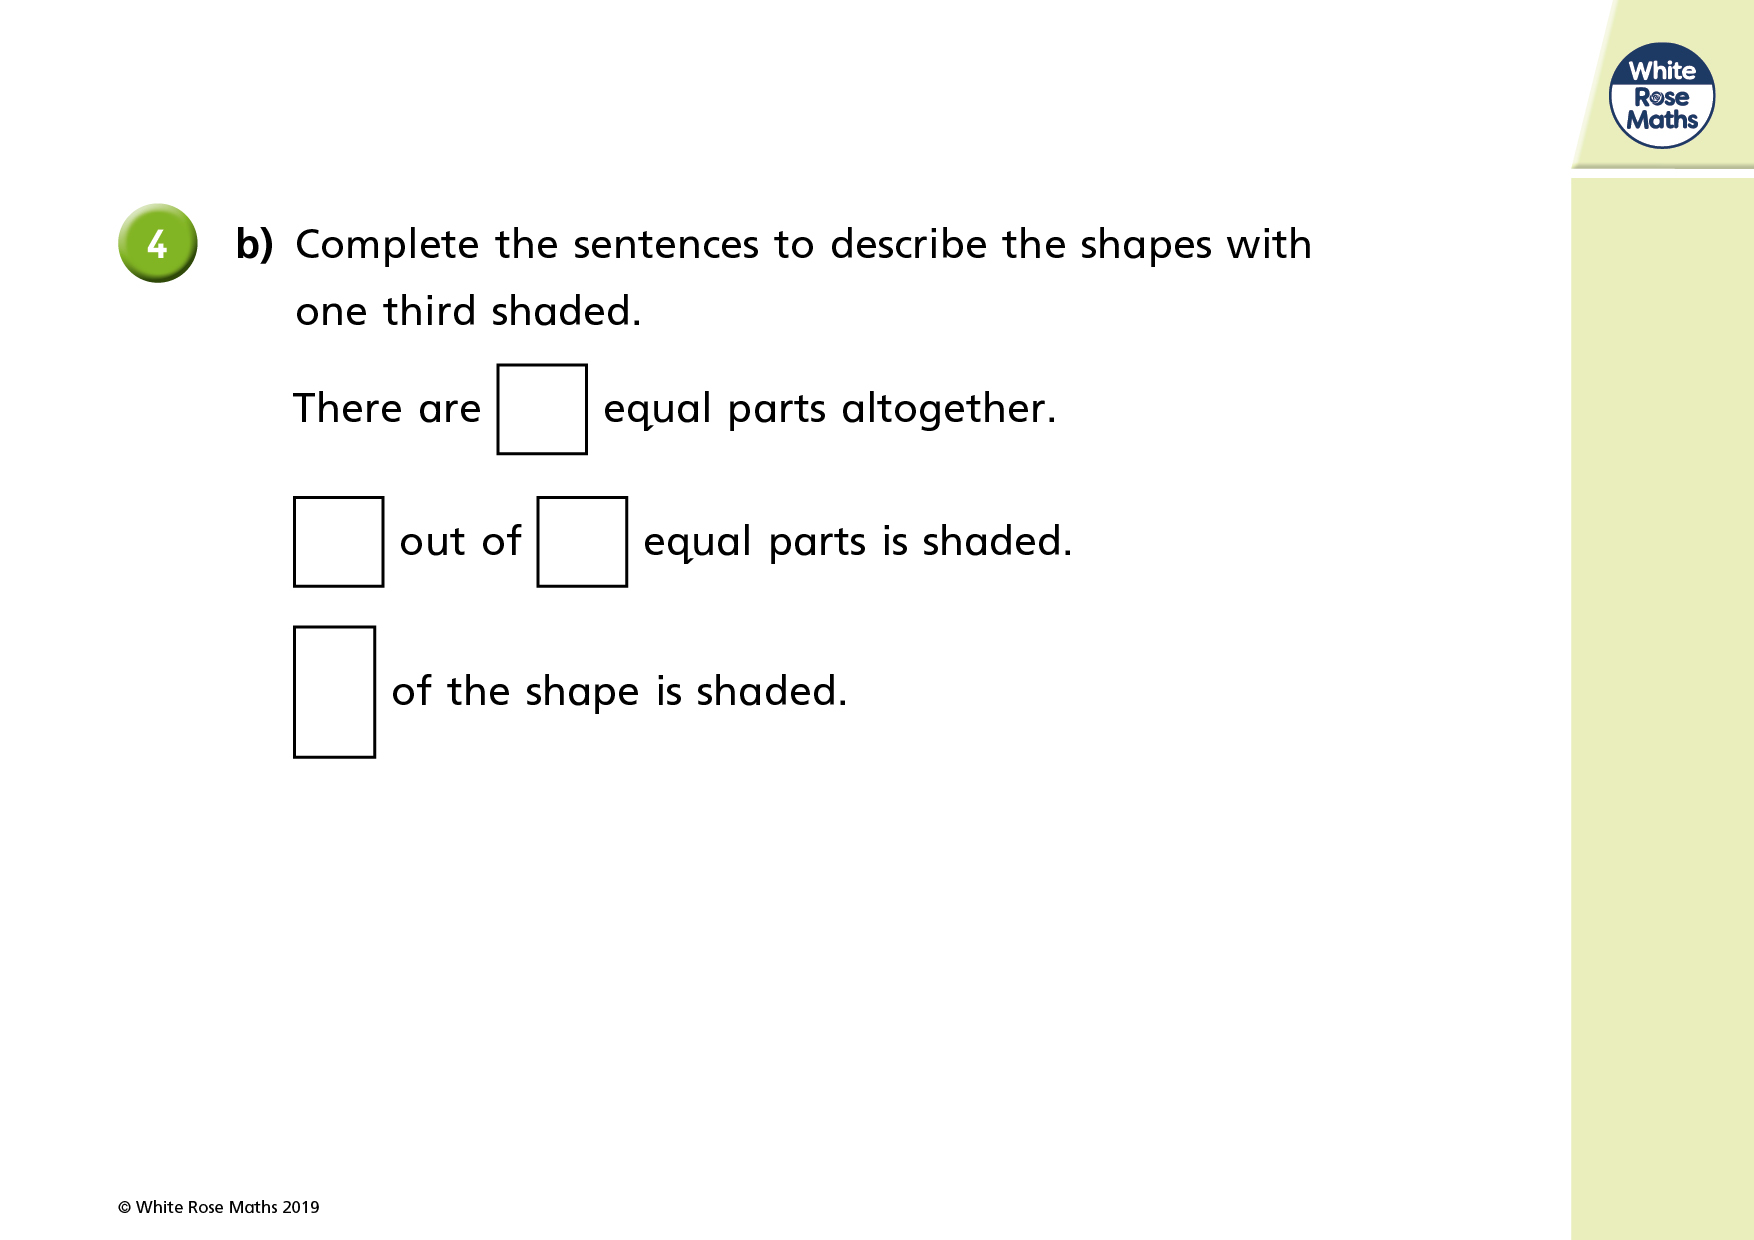 White
Rose
Maths
4 b) Complete the sentences to describe the shapes with
one third shaded.
There are equal parts altogether.
out of equal parts is shaded.
of the shape is shaded.
© White Rose Maths 2019